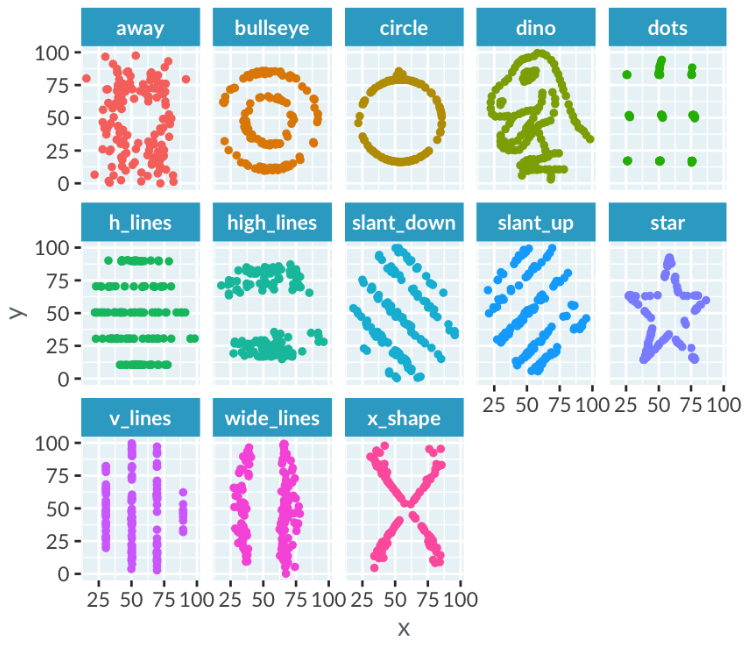 away bullseye circle dino dots
100
75
50
25
0
h_lines high_lines slant_down slant_up star
100
75
50
25
0
25 50 75 100 25 50 75 100
v_lines wide_lines x_shape
100
75
50
25
0
25 50 75 100 25 50 75 100 25 50 75 100
x
y